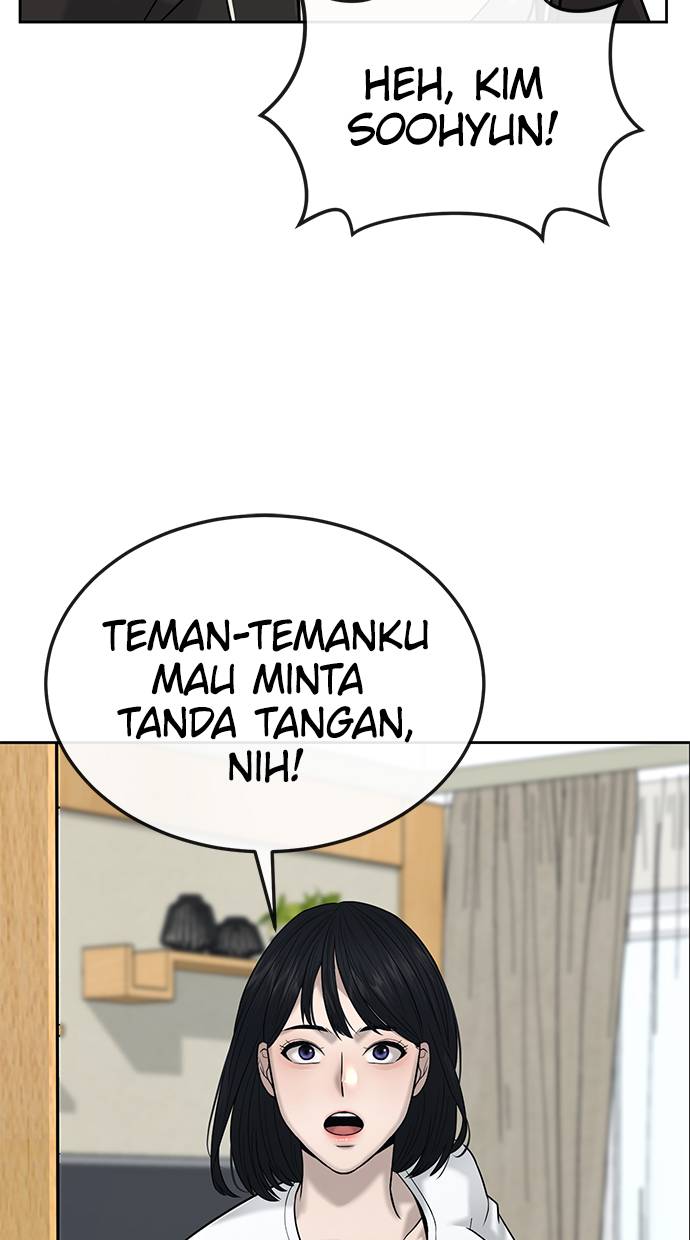 HEH, KIM
SOOHYUN!
TEMAN-TEMANKU
MAU MINTA
TANDA TANGAN,
NIH!